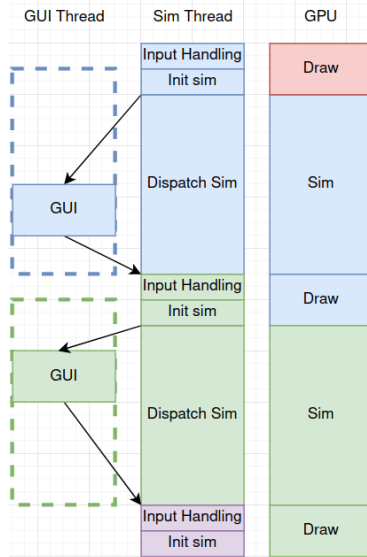 GUI Thread
Sim Thread
GPU
Input Handling
Init sim
Draw
Dispatch Sim
Sim
GUI
Input Handling
Init sim
Draw
GUI
Dispatch Sim
Sim
Input Handling
Init sim
Draw